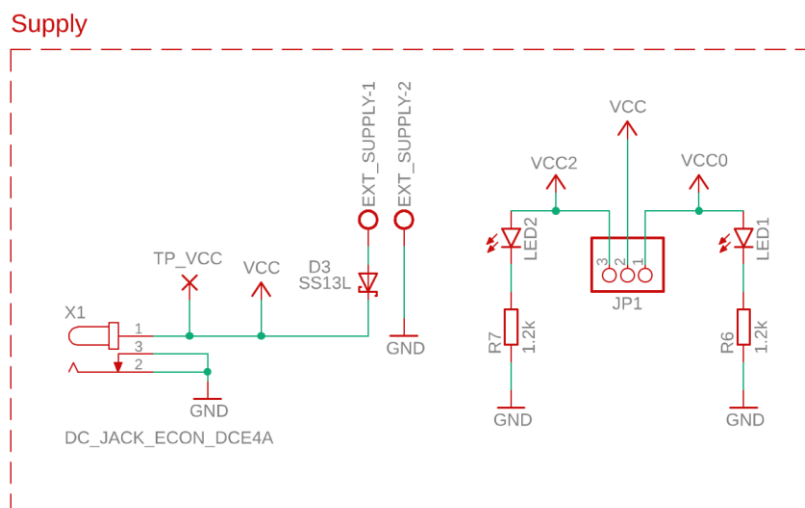 Supply
EXT_SUPPLY-1
EXT_SUPPLY-2
VCC
VCC2
VCC0
TP_VCC
VCC
D3
SS13L
LED2
LED1
3
2
1
JP1
X1
1
3
2
GND
DC_JACK_ECON_DCE4A
GND
R7
1.2k
R6
1.2k
GND
GND